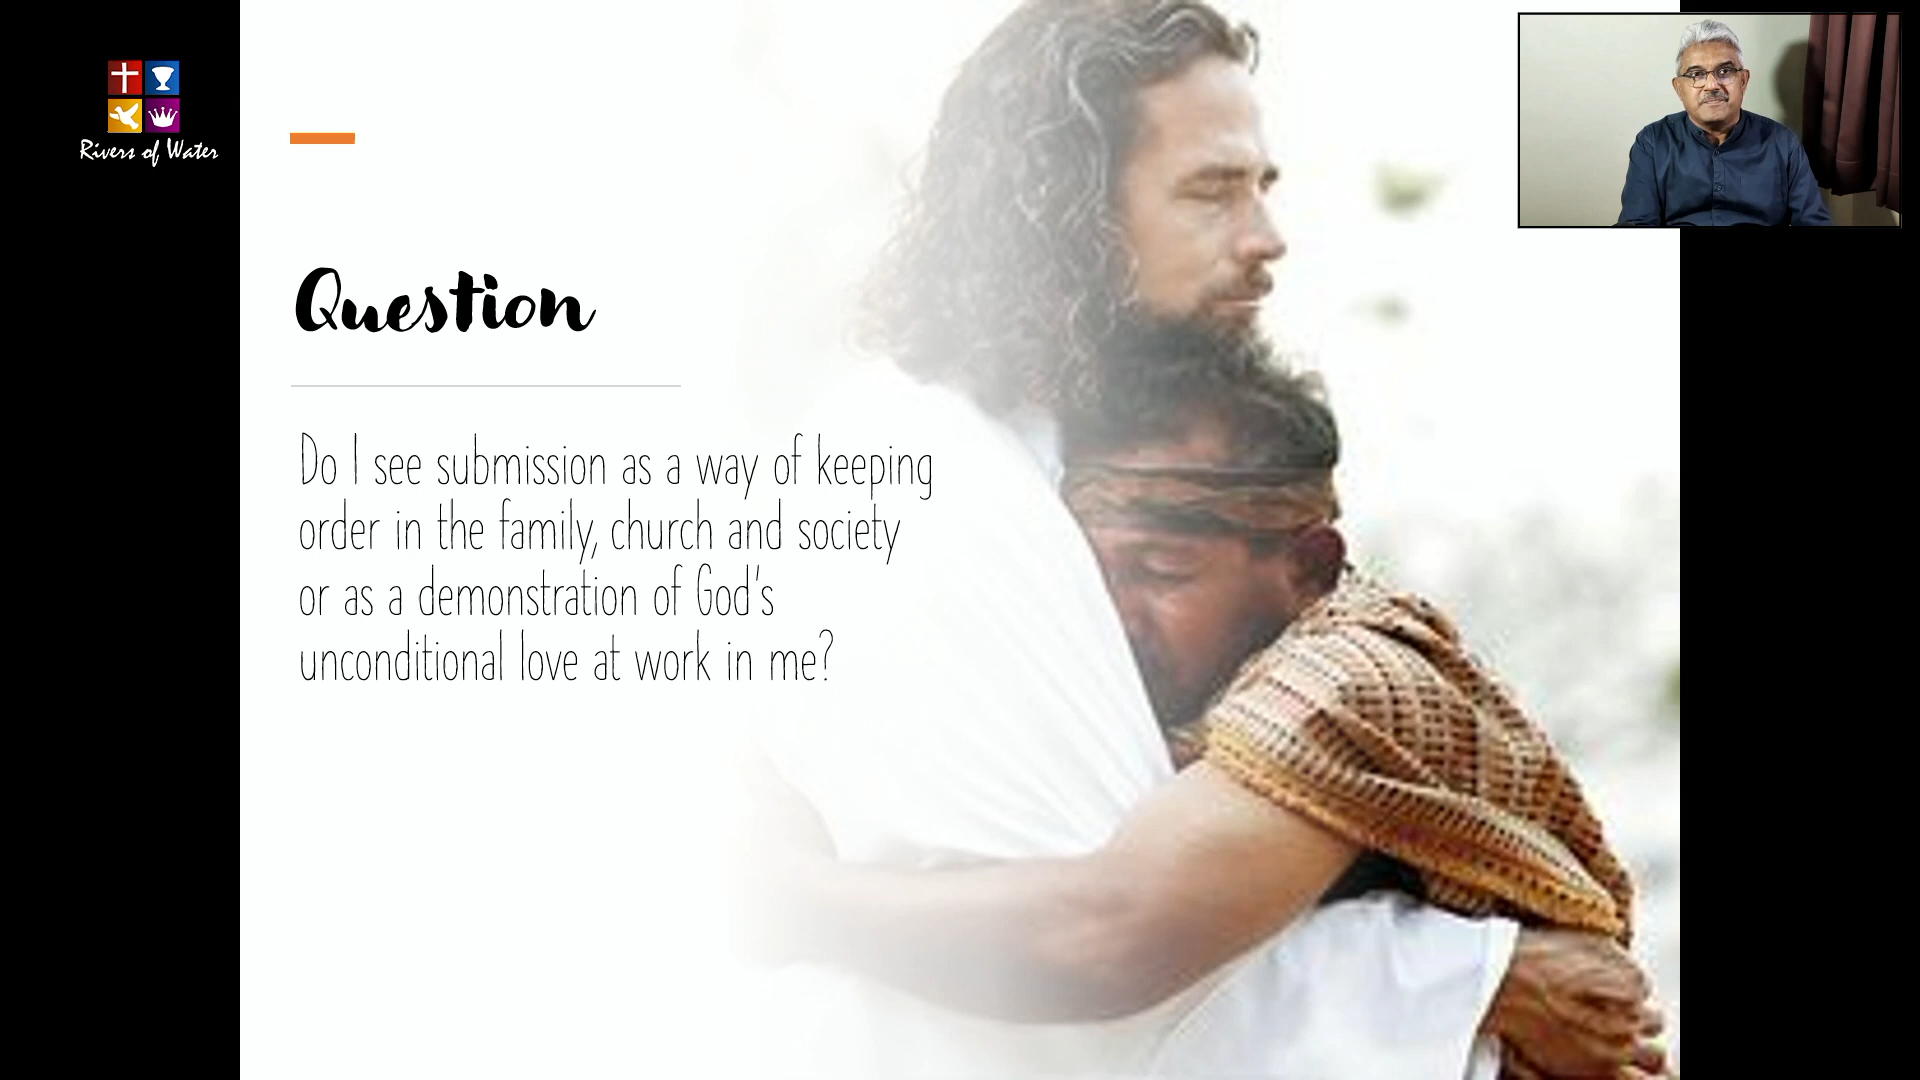 Rivers of Water
Question
Do I see submission as a way of keeping
order in the family, church and society
or as a demonstration of God's
unconditional love at work in me?